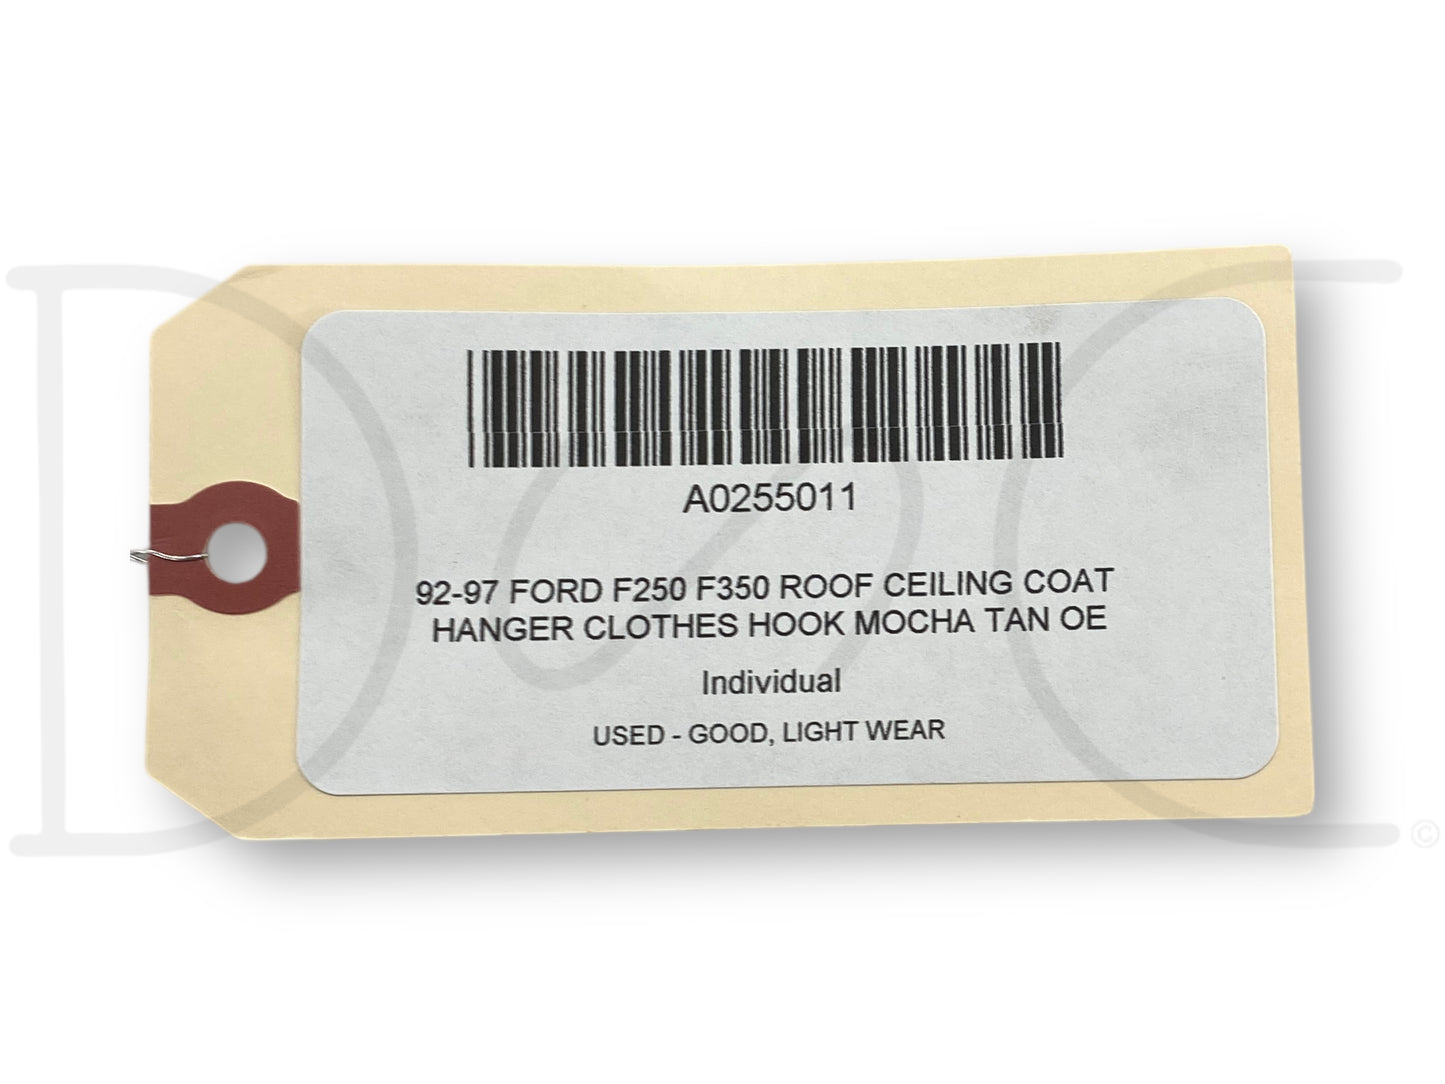 A0255011
92-97 FORD F250 F350 ROOF CEILING COAT
HANGER CLOTHES HOOK MOCHA TAN OE
Individual
USED - GOOD, LIGHT WEAR
D C
©